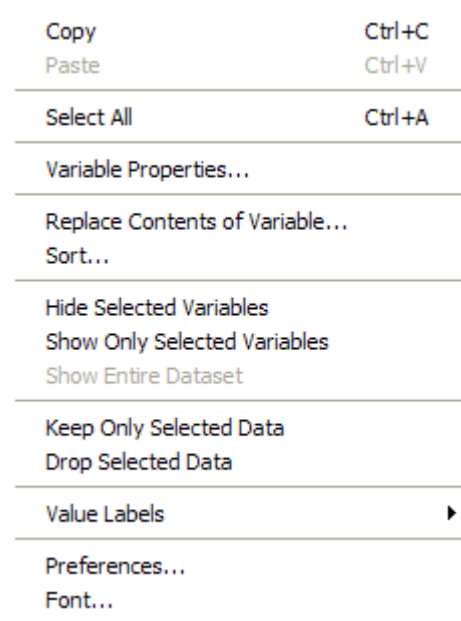 Copy Ctrl+C
Paste Ctrl+V
Select All Ctrl+A
Variable Properties...
Replace Contents of Variable...
Sort...
Hide Selected Variables
Show Only Selected Variables
Show Entire Dataset
Keep Only Selected Data
Drop Selected Data
Value Labels
Preferences...
Font...